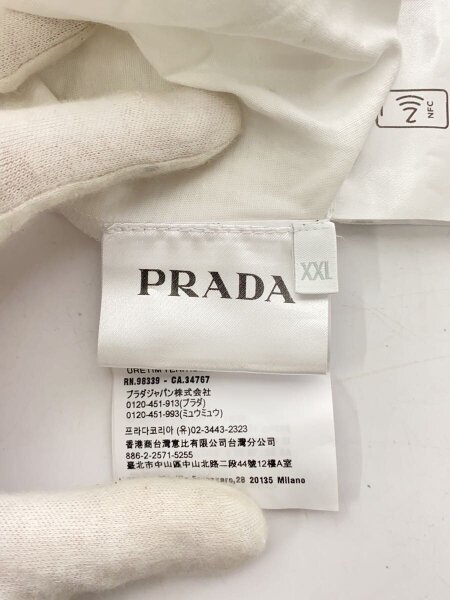 NFC
PRADA
XXL
RN.98339 - CA.34767
プラダジャパン株式会社
0120-451-913(プラダ)
0120-451-993(ミュウミュウ)
프라다코리아 (유)02-3443-2323
香港商台灣意比有限公司台灣分公司
886-2-2571-5255
臺北市中山區中山北路二段44號12樓A室
,28 20135 Milano